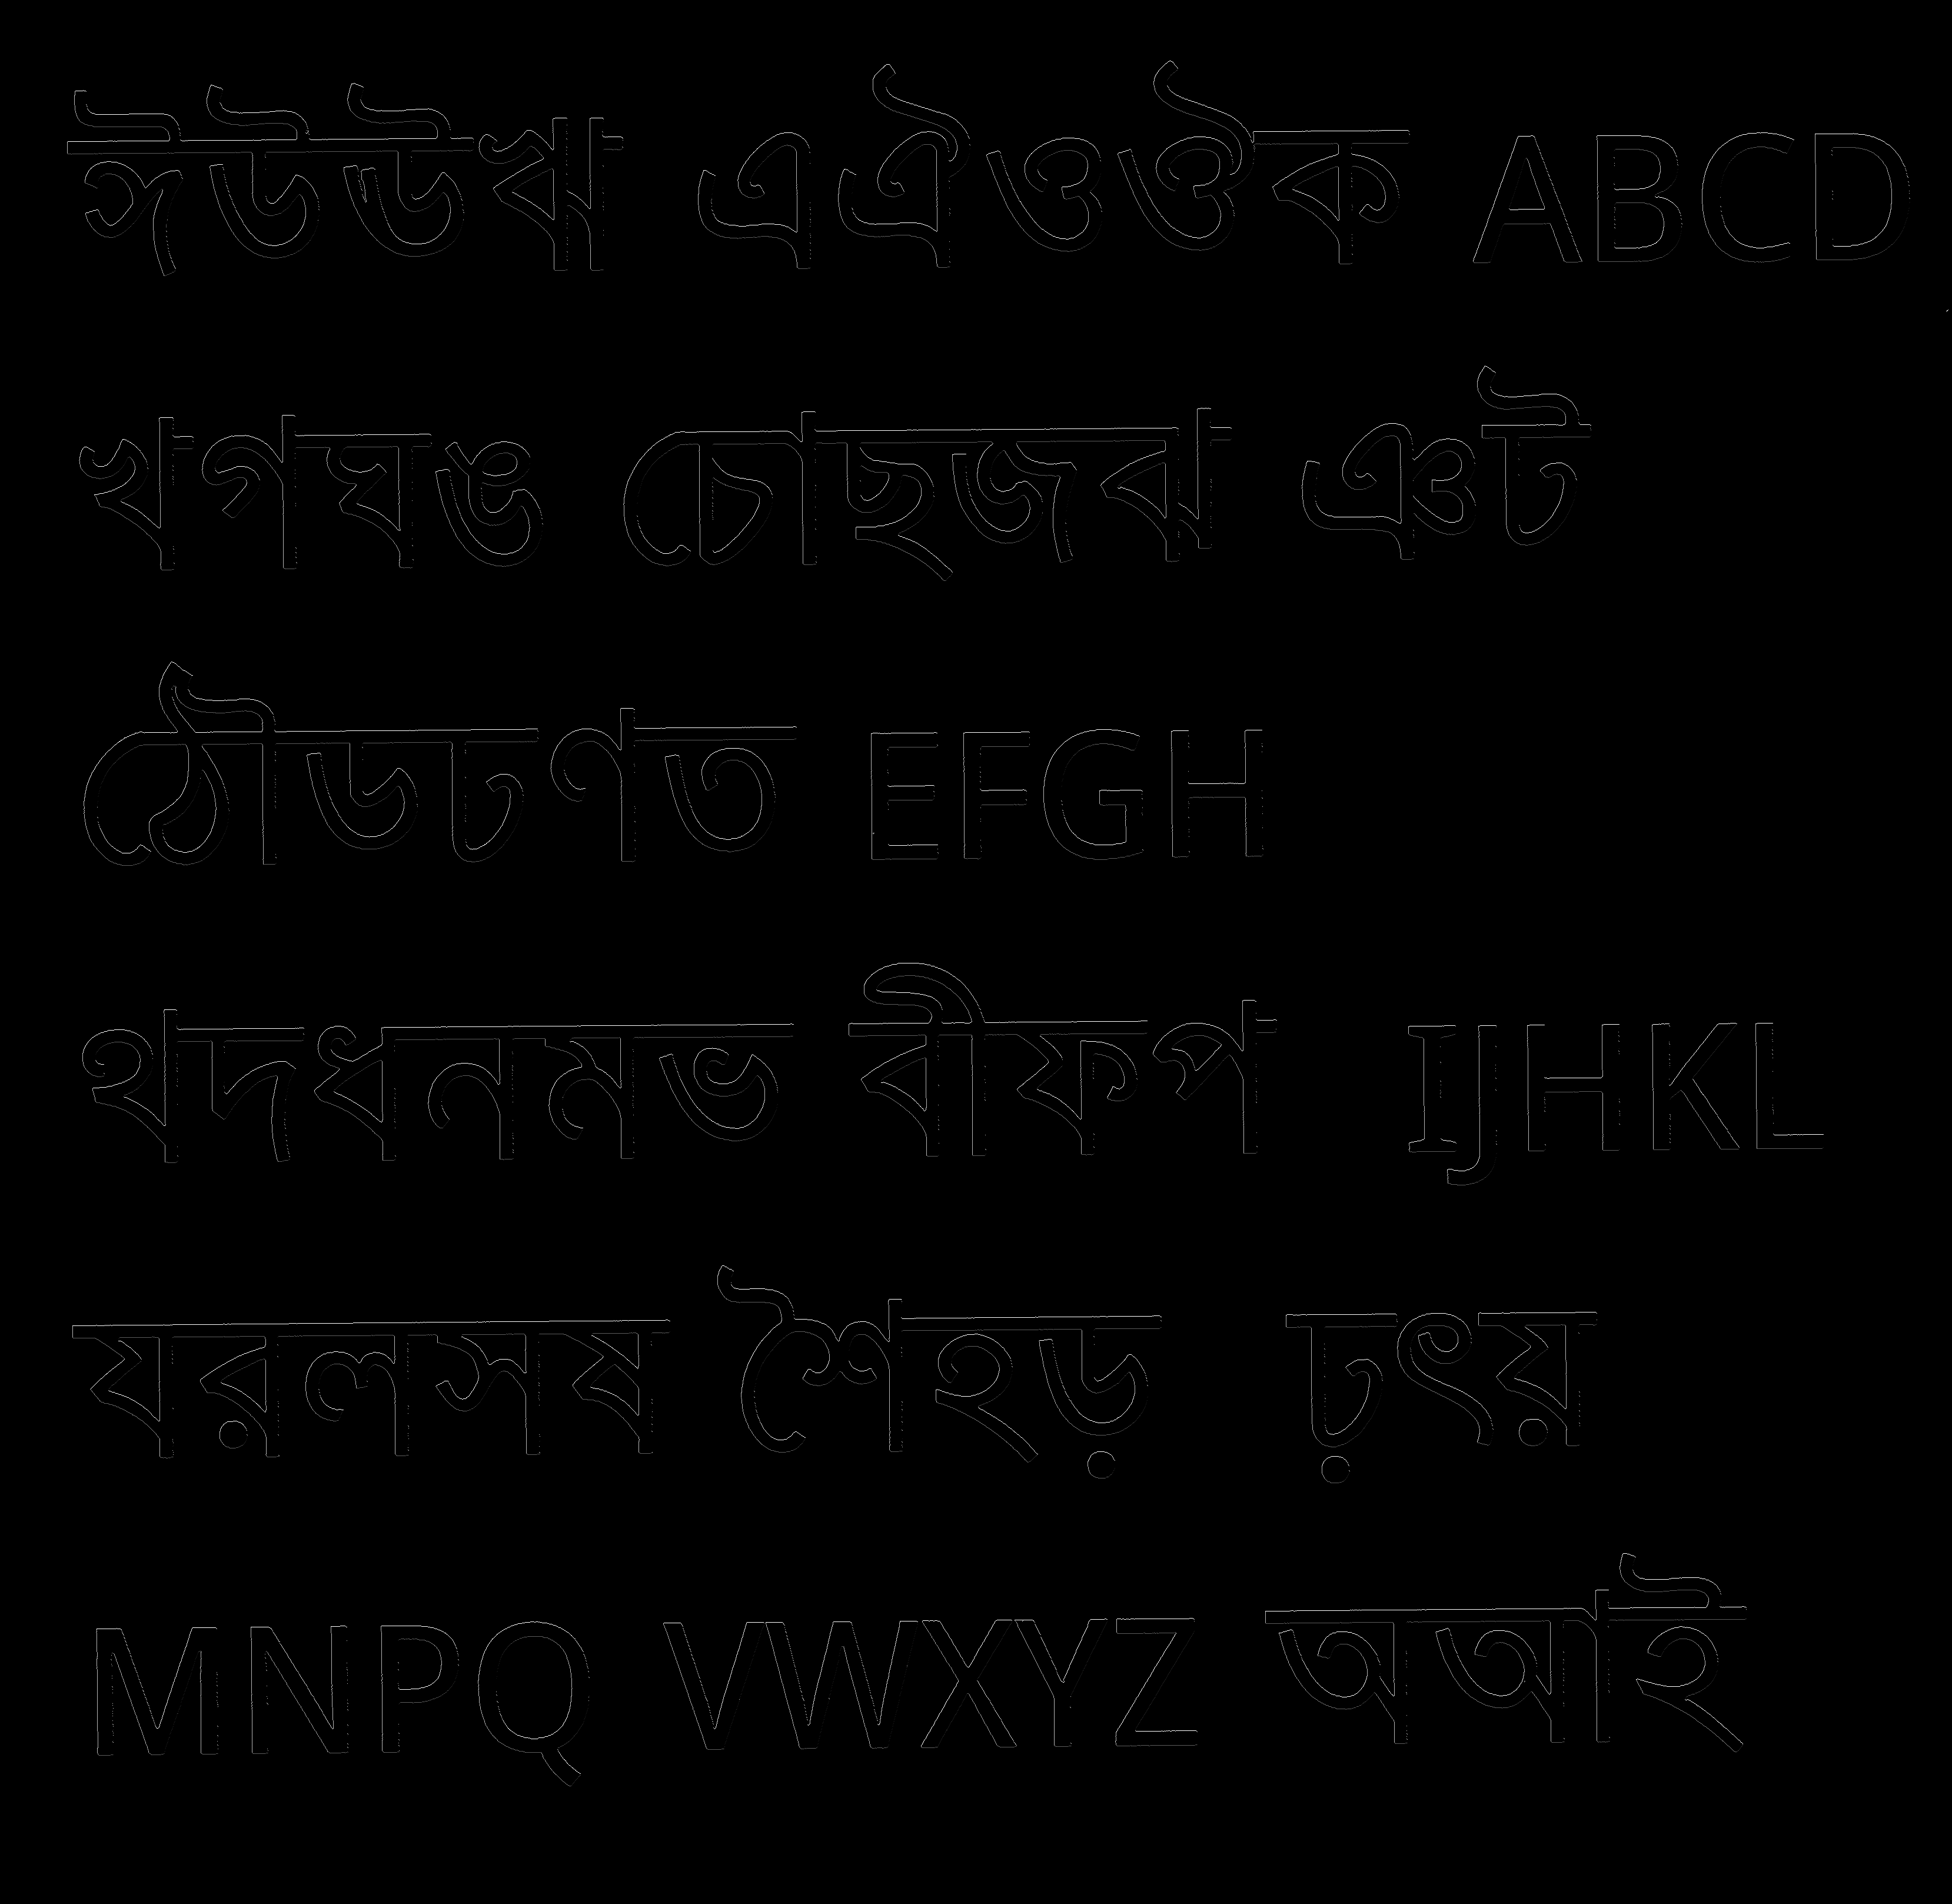 ঈউঊঋ এঐওঔক ABCD
খগঘঙ চোছজঝ ঞট
ঠৌডঢণত EFGH
থদধনমভ বীফপ IJHKL
যরলসষ শৈহড় ঢ়ৎয়
MNPQ VWXYZ অআই